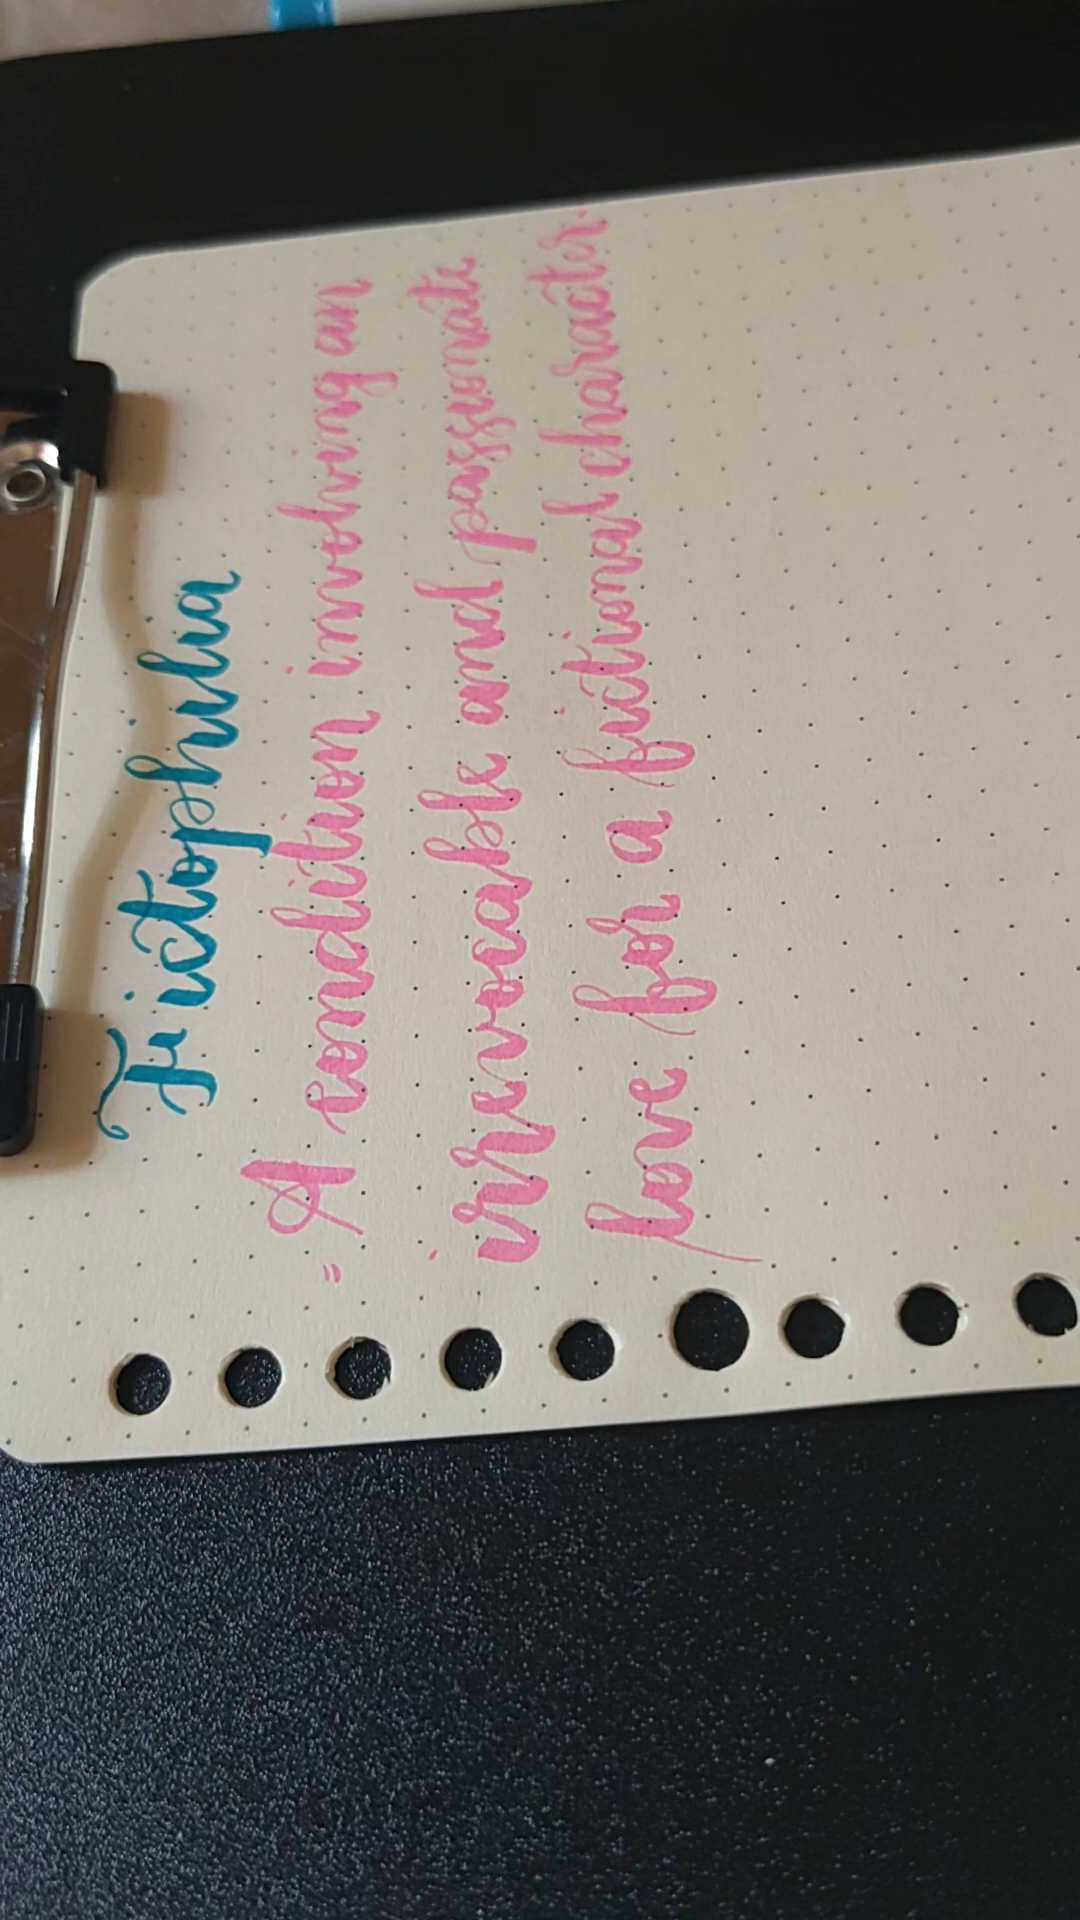 Fictophilia
= A condition involving an
irrevocable and passionate
love for a fictional character.